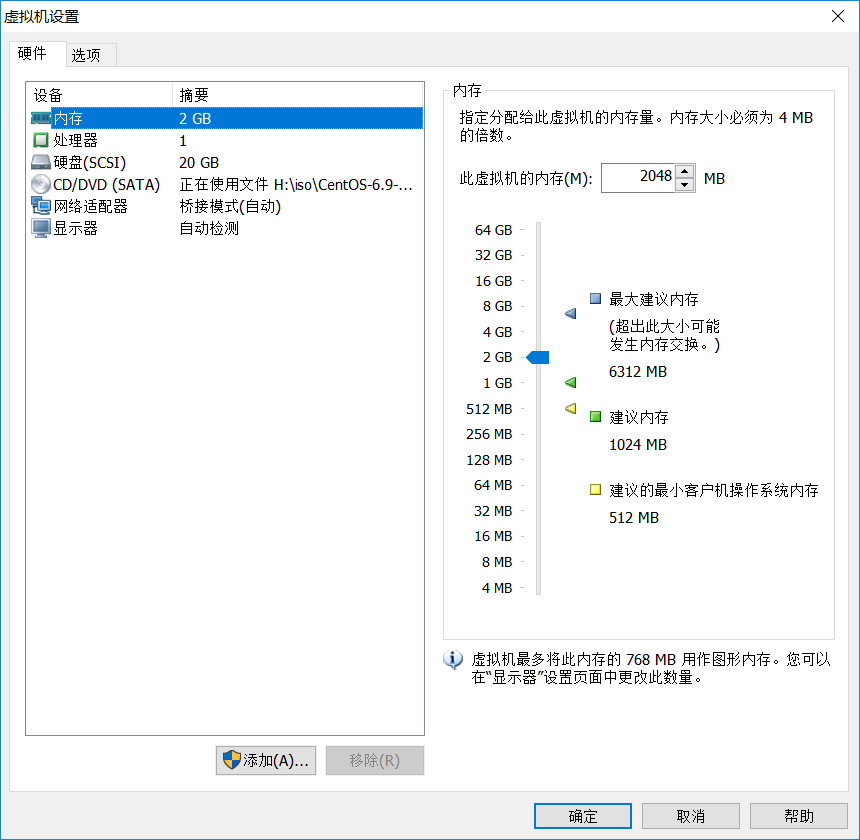 虚拟机设置
硬件 选项
设备 摘要
内存 2 GB
处理器 1
硬盘(SCSI) 20 GB
CD/DVD (SATA) 正在使用文件 H:\iso\CentOS-6.9-...
网络适配器 桥接模式(自动)
显示器 自动检测
添加(A)... 移除(R)
内存
指定分配给此虚拟机的内存量。内存大小必须为 4 MB
的倍数。
此虚拟机的内存(M): 2048 MB
64 GB
32 GB
16 GB
8 GB
4 GB
2 GB
1 GB
512 MB
256 MB
128 MB
64 MB
32 MB
16 MB
8 MB
4 MB
最大建议内存
(超出此大小可能
发生内存交换。)
6312 MB
建议内存
1024 MB
建议的最小客户机操作系统内存
512 MB
虚拟机最多将此内存的 768 MB 用作图形内存。您可以
在“显示器”设置页面中更改此数量。
确定 取消 帮助